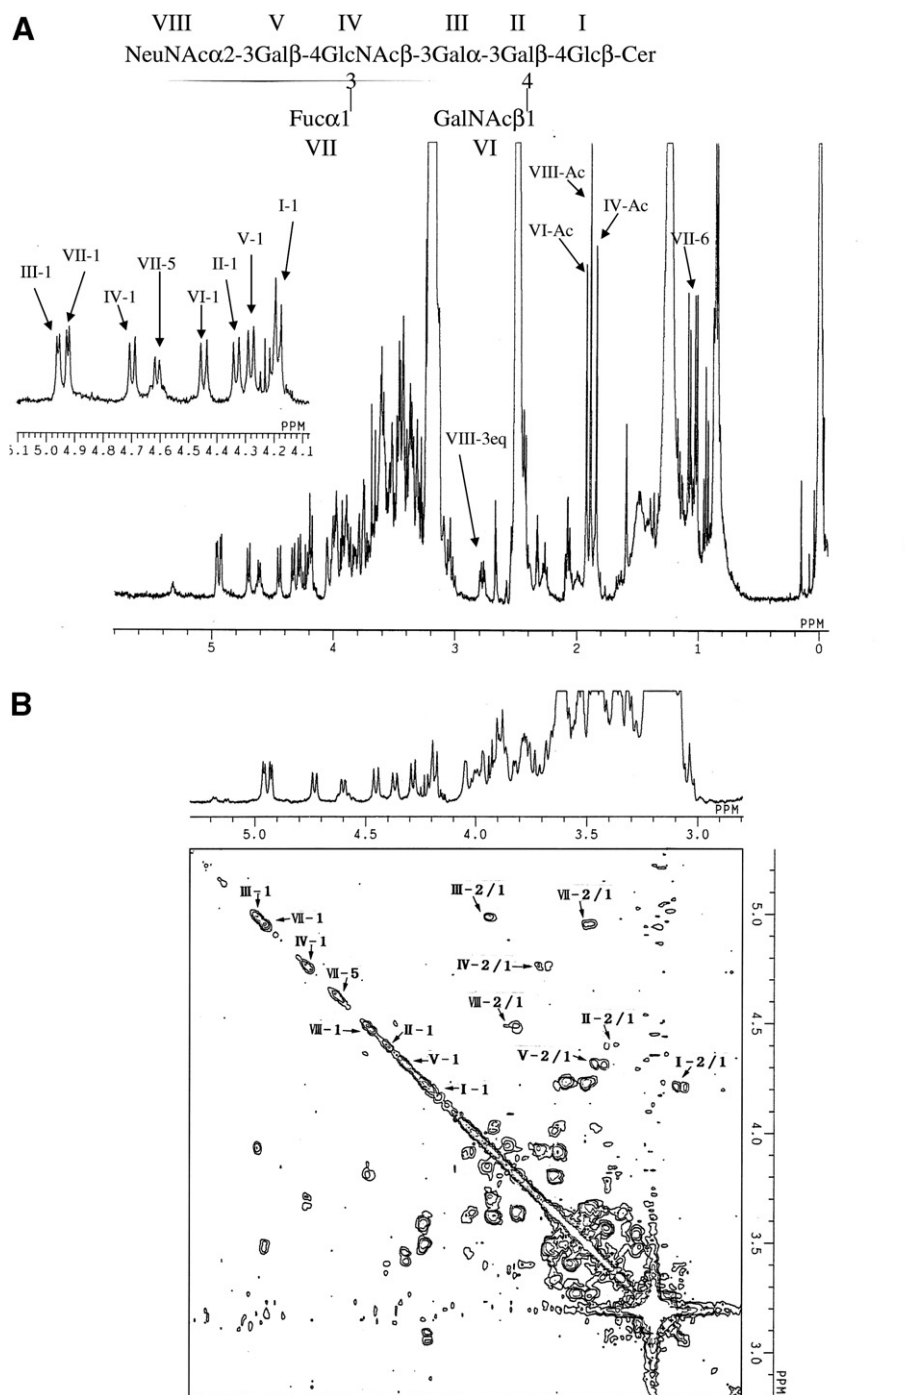 A
VIII V IV III II I
NeuNAcα2-3Galβ-4GlcNAcβ-3Galα-3Galβ-4Glcβ-Cer
3 4
Fucα1 GalNAcβ1
VII VI
VIII-Ac
IV-Ac
VI-Ac
VII-6
I-1
V-1
VII-1
III-1
VII-5
II-1
IV-1
VI-1
VIII-3eq
PPM
5.1 5.0 4.9 4.8 4.7 4.6 4.5 4.4 4.3 4.2 4.1
PPM
5 4 3 2 1 0
B
PPM
5.0 4.5 4.0 3.5 3.0
III-1
III-2/1
VII-2/1
VII-1
IV-1
IV-2/1
VII-5
VIII-2/1
VIII-1
II-1
II-2/1
V-1
V-2/1
I-2/1
I-1
5.0
4.5
4.0
3.5
3.0
PPM